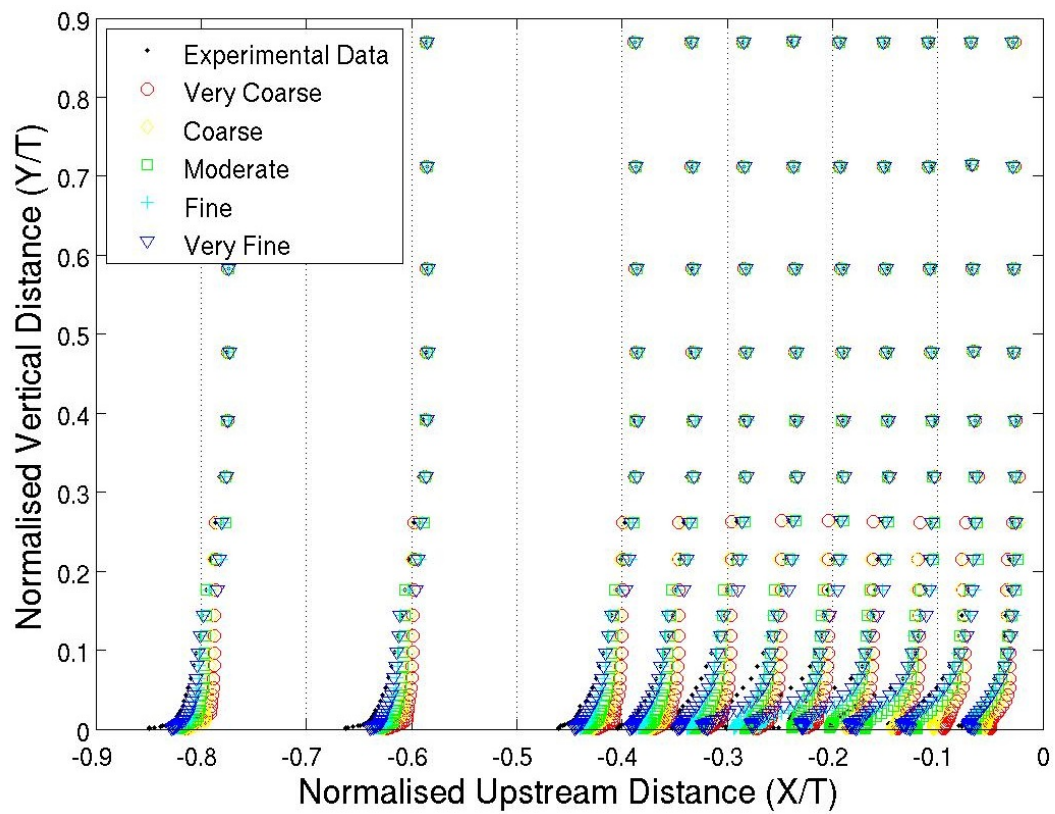 0.9
Experimental Data
Very Coarse
Coarse
Moderate
Fine
Very Fine
0.8
0.7
0.6
0.5
0.4
0.3
0.2
0.1
0
Normalised Vertical Distance (Y/T)
-0.9 -0.8 -0.7 -0.6 -0.5 -0.4 -0.3 -0.2 -0.1 0
Normalised Upstream Distance (X/T)